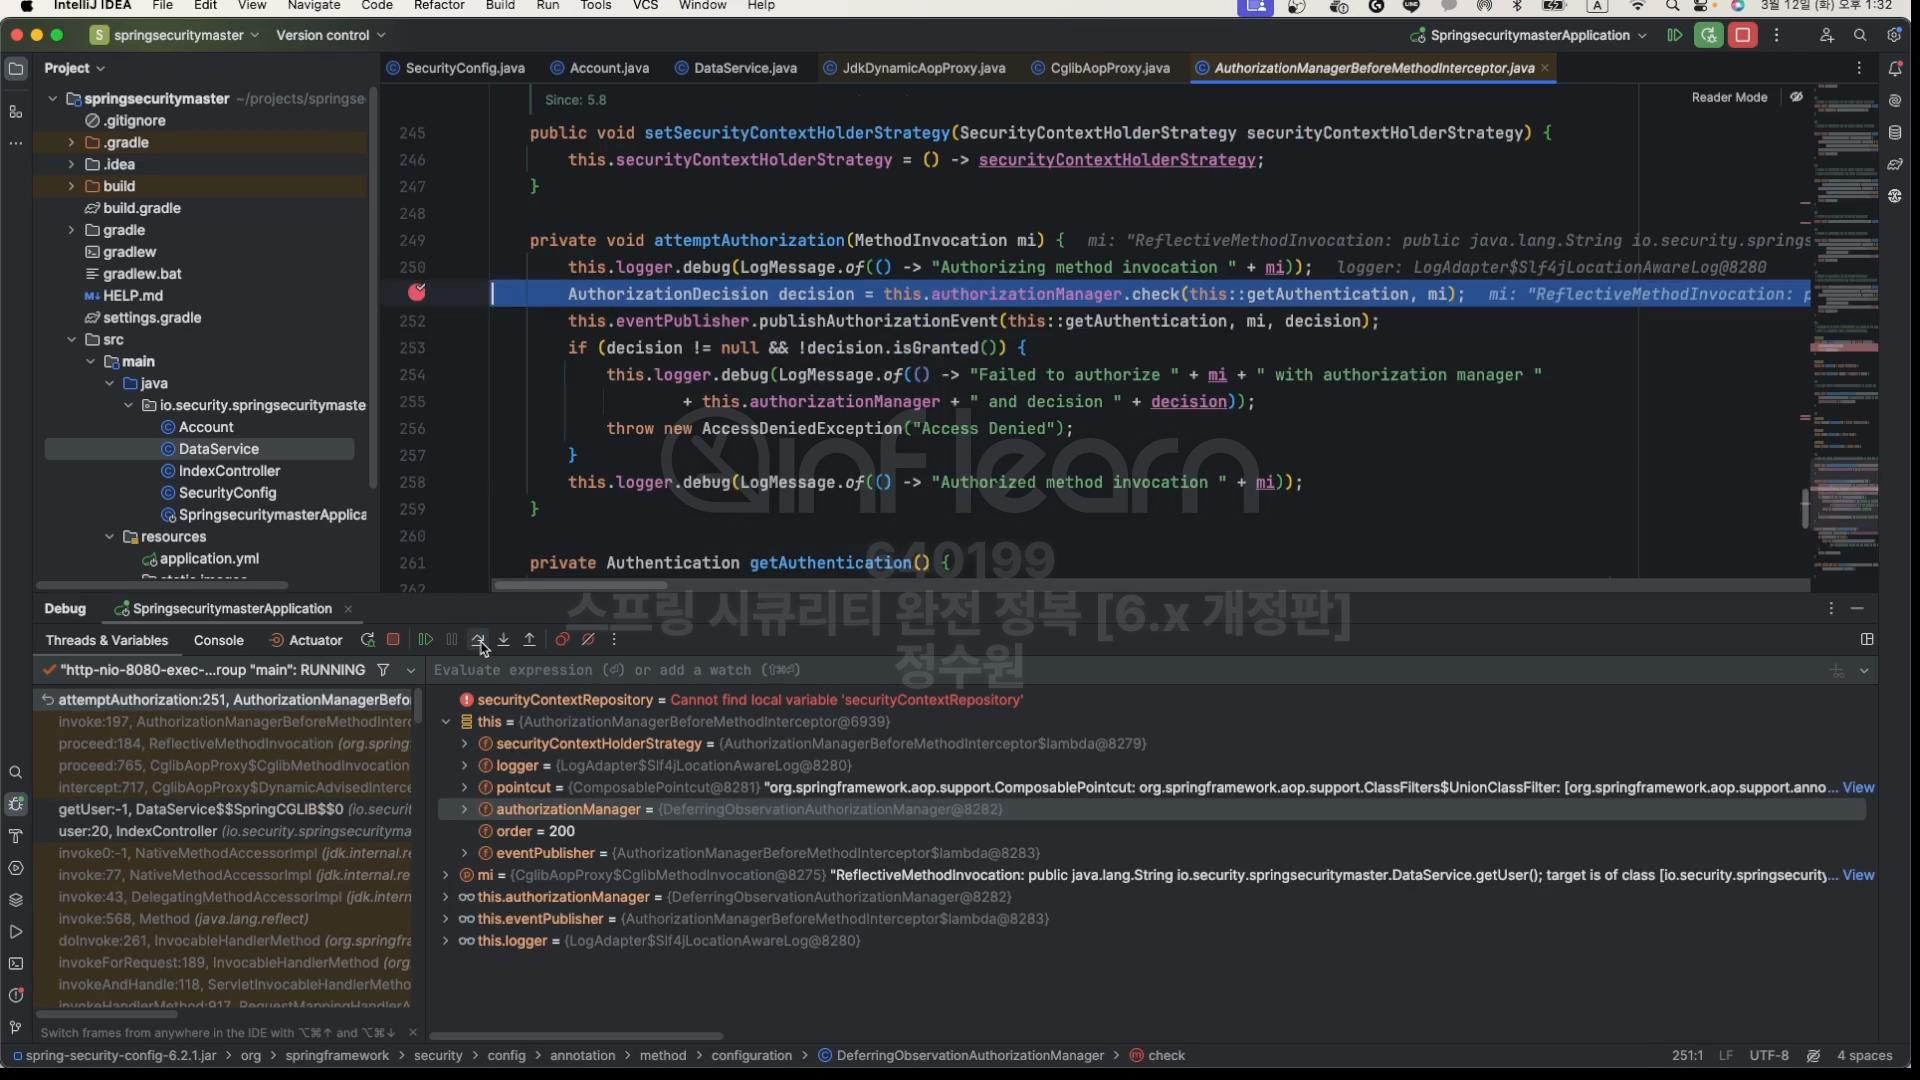 IntelliJ IDEA File Edit View Navigate Code Refactor Build Run Tools VCS Window Help 3월 12일 (화) 오후 1:32
springsecuritymaster Version control SpringsecuritymasterApplication
Project
SecurityConfig.java Account.java DataService.java JdkDynamicAopProxy.java CglibAopProxy.java AuthorizationManagerBeforeMethodInterceptor.java
springsecuritymaster ~/projects/springse
.gitignore
.gradle
.idea
build
build.gradle
gradle
gradlew
gradlew.bat
HELP.md
settings.gradle
src
main
java
io.security.springsecuritymaste
Account
DataService
IndexController
SecurityConfig
SpringsecuritymasterApplica
resources
application.yml
Since: 5.8
Reader Mode
245 public void setSecurityContextHolderStrategy(SecurityContextHolderStrategy securityContextHolderStrategy) {
246 this.securityContextHolderStrategy = () -> securityContextHolderStrategy;
247 }
248
249 private void attemptAuthorization(MethodInvocation mi) { mi: "ReflectiveMethodInvocation: public java.lang.String io.security.springs
250 this.logger.debug(LogMessage.of(() -> "Authorizing method invocation " + mi)); logger: LogAdapter$Slf4jLocationAwareLog@8280
AuthorizationDecision decision = this.authorizationManager.check(this::getAuthentication, mi); mi: "ReflectiveMethodInvocation: p
252 this.eventPublisher.publishAuthorizationEvent(this::getAuthentication, mi, decision);
253 if (decision != null && !decision.isGranted()) {
254 this.logger.debug(LogMessage.of(() -> "Failed to authorize " + mi + " with authorization manager "
255 + this.authorizationManager + " and decision " + decision));
256 throw new AccessDeniedException("Access Denied");
257 }
258 this.logger.debug(LogMessage.of(() -> "Authorized method invocation " + mi));
259 }
260
261 private Authentication getAuthentication() {
262
inflearn
640199
스프링 시큐리티 완전 정복 [6.x 개정판]
정수원
Debug SpringsecuritymasterApplication
Threads & Variables Console Actuator
"http-nio-8080-exec-...roup "main": RUNNING
Evaluate expression (⏎) or add a watch (⇧⌘⏎)
attemptAuthorization:251, AuthorizationManagerBefo
invoke:197, AuthorizationManagerBeforeMethodInterc
proceed:184, ReflectiveMethodInvocation (org.spring
proceed:765, CglibAopProxy$CglibMethodInvocation
intercept:717, CglibAopProxy$DynamicAdvisedInterc
getUser:-1, DataService$$SpringCGLIB$$0 (io.securit
user:20, IndexController (io.security.springsecurityma
invoke0:-1, NativeMethodAccessorImpl (jdk.internal.re
invoke:77, NativeMethodAccessorImpl (jdk.internal.re
invoke:43, DelegatingMethodAccessorImpl (jdk.intern
invoke:568, Method (java.lang.reflect)
doInvoke:261, InvocableHandlerMethod (org.springfra
invokeForRequest:189, InvocableHandlerMethod (org
invokeAndHandle:118, ServletInvocableHandlerMethod
invokeHandlerMethod:917, RequestMappingHandlerA
securityContextRepository = Cannot find local variable 'securityContextRepository'
this = {AuthorizationManagerBeforeMethodInterceptor@6939}
securityContextHolderStrategy = {AuthorizationManagerBeforeMethodInterceptor$lambda@8279}
logger = {LogAdapter$Slf4jLocationAwareLog@8280}
pointcut = {ComposablePointcut@8281} "org.springframework.aop.support.ComposablePointcut: org.springframework.aop.support.ClassFilters$UnionClassFilter: [org.springframework.aop.support.anno... View
authorizationManager = {DeferringObservationAuthorizationManager@8282}
order = 200
eventPublisher = {AuthorizationManagerBeforeMethodInterceptor$lambda@8283}
mi = {CglibAopProxy$CglibMethodInvocation@8275} "ReflectiveMethodInvocation: public java.lang.String io.security.springsecuritymaster.DataService.getUser(); target is of class [io.security.springsecurity... View
this.authorizationManager = {DeferringObservationAuthorizationManager@8282}
this.eventPublisher = {AuthorizationManagerBeforeMethodInterceptor$lambda@8283}
this.logger = {LogAdapter$Slf4jLocationAwareLog@8280}
Switch frames from anywhere in the IDE with ⌥⌘↑ and ⌥⌘↓
spring-security-config-6.2.1.jar > org > springframework > security > config > annotation > method > configuration > DeferringObservationAuthorizationManager > check 251:1 LF UTF-8 4 spaces